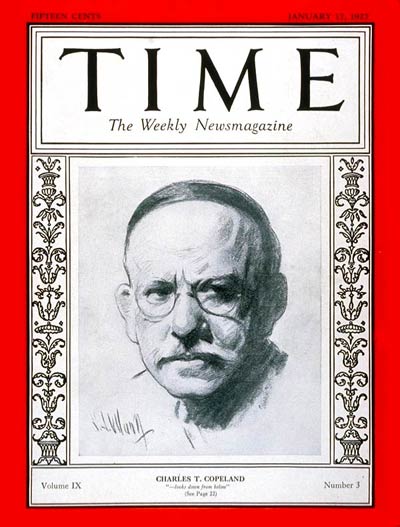 FIFTEEN CENTS
JANUARY 17, 1927
TIME
The Weekly Newsmagazine
Volume IX
CHARLES T. COPELAND
"—looks down from below"
(See Page 22)
Number 3